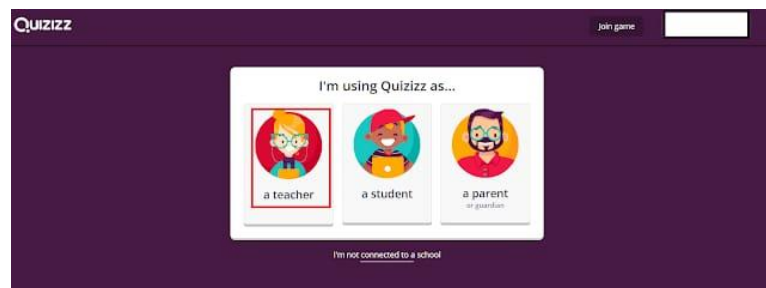 QUIZIZZ
Join game
I'm using Quizizz as...
a teacher
a student
a parent
or guardian
I'm not connected to a school